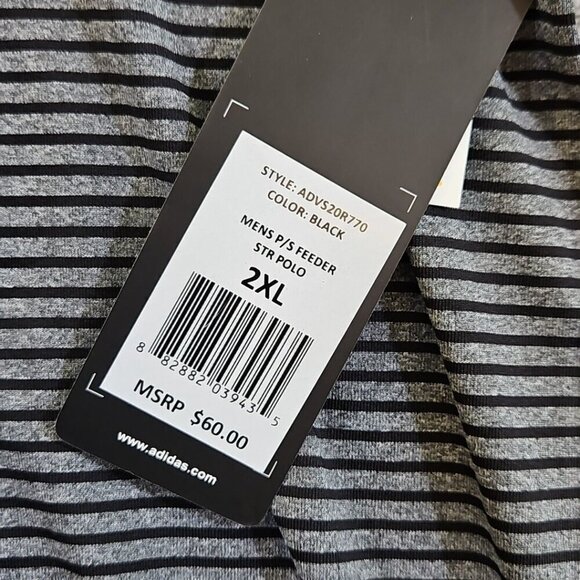 STYLE: ADVS20R770
COLOR: BLACK
MENS P/S FEEDER
STR POLO
2XL
8 82882 03943 5
MSRP $60.00
www.adidas.com